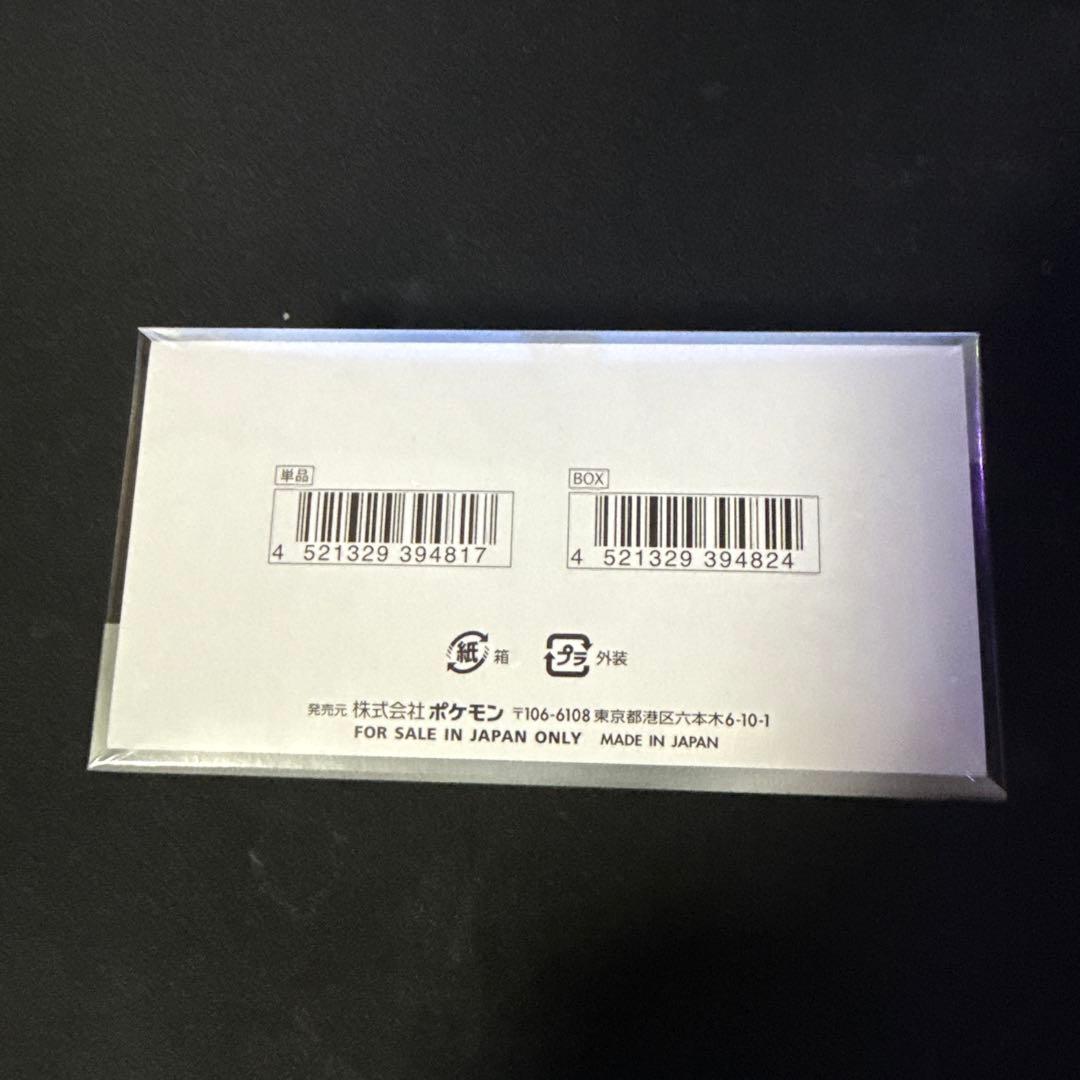 単品
BOX
4 521329 394817
4 521329 394824
紙 箱
プラ 外装
発売元 株式会社 ポケモン 〒106-6108 東京都港区六本木6-10-1
FOR SALE IN JAPAN ONLY MADE IN JAPAN